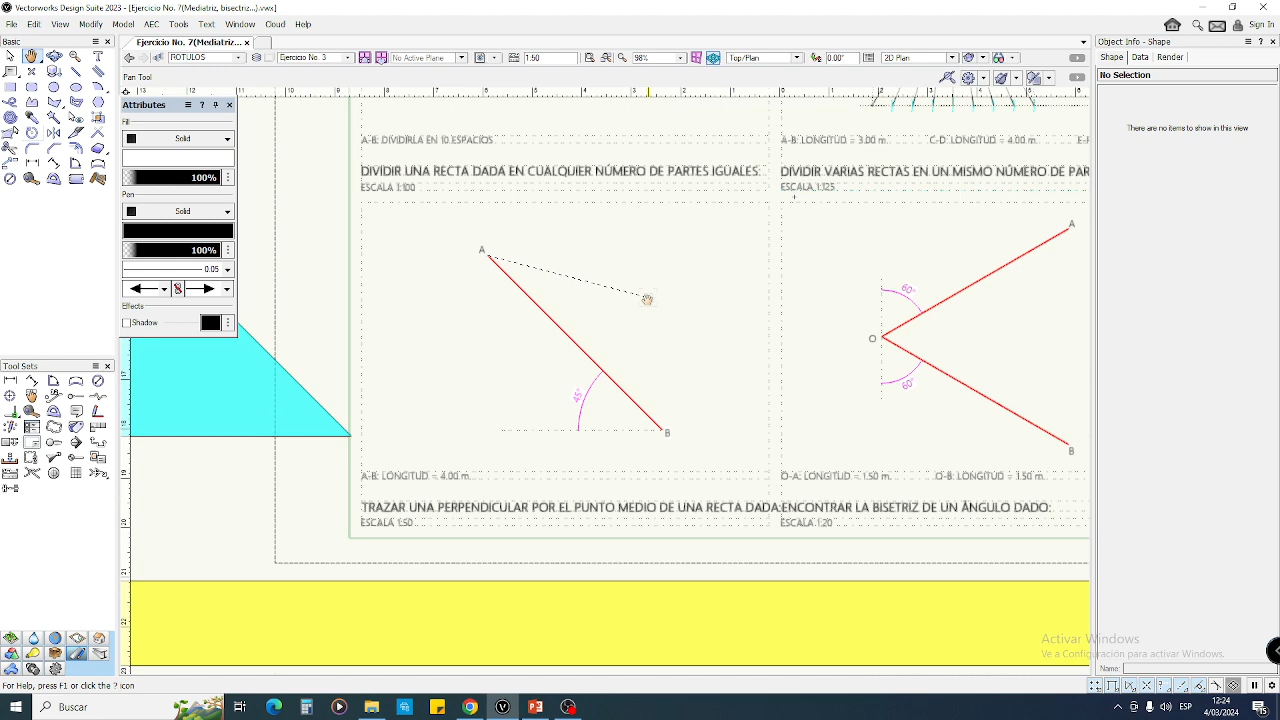 Vectorworks Design Suite 2023 - [Ejercicio No. 7(Mediatriz, bisectriz...).vwx]
File Edit View Modify Model AEC Tools Text Window Cloud Help
Sign In
Basic
Ejercicio No. 7(Mediatriz...
Object Info - Shape
ROTULOS
Ejercicio No. 3
No Active Plane
1:50
98%
Top/Plan
0.00°
2D Plan
Shape Data Render
Pan Tool
No Selection
There are no items to show in this view
Attributes
Fill
Solid
100%
Pen
Solid
100%
0.05
Effects
Shadow
Tool Sets
A-B: DIVIDIRLA EN 10 ESPACIOS
DIVIDIR UNA RECTA DADA EN CUALQUIER NÚMERO DE PARTES IGUALES:
ESCALA 1:100
A-B: LONGITUD = 3.00 m. C-D: LONGITUD = 4.00 m.
DIVIDIR VARIAS RECTAS EN UN MISMO NÚMERO DE PAR
ESCALA 1:125
A
45°
B
A-B: LONGITUD = 4.00 m.
TRAZAR UNA PERPENDICULAR POR EL PUNTO MEDIO DE UNA RECTA DADA:
ESCALA 1:50
A
60°
O
60°
B
O-A: LONGITUD = 1.50 m. O-B: LONGITUD = 1.50 m.
ENCONTRAR LA BISETRIZ DE UN ÁNGULO DADO:
ESCALA 1:20
Activar Windows
Ve a Configuración para activar Windows.
Name:
For Help, press F1 or click the ? icon
Buscar
ESP
12:24
4/03/2024